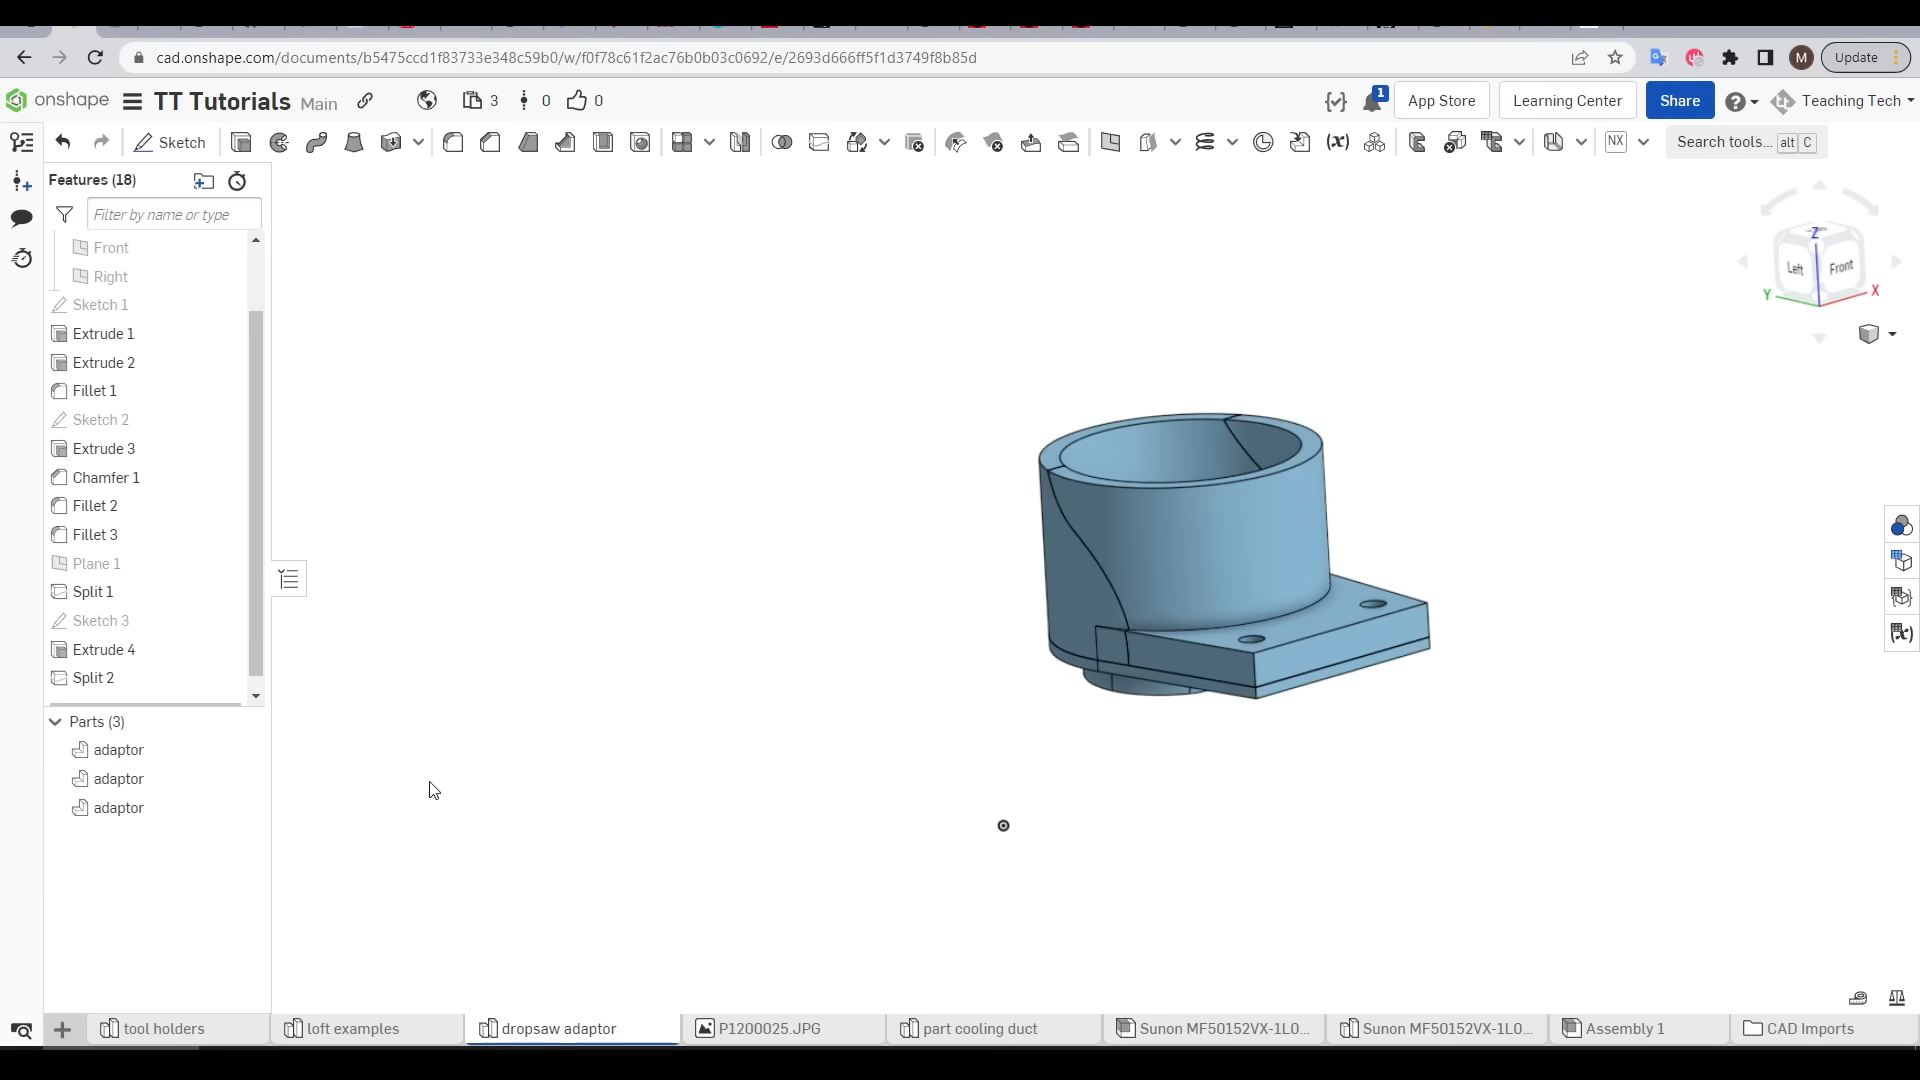 cad.onshape.com/documents/b5475ccd1f83733e348c59b0/w/f0f78c61f2ac76b0b03c0692/e/2693d666ff5f1d3749f8b85d
M
Update
onshape
TT Tutorials Main
3
0
0
1
App Store
Learning Center
Share
Teaching Tech
Sketch
(x)
NX
Search tools... alt C
Features (18)
Filter by name or type
Front
Right
Sketch 1
Extrude 1
Extrude 2
Fillet 1
Sketch 2
Extrude 3
Chamfer 1
Fillet 2
Fillet 3
Plane 1
Split 1
Sketch 3
Extrude 4
Split 2
Parts (3)
adaptor
adaptor
adaptor
Z
Left
Front
Y
X
(x)
tool holders
loft examples
dropsaw adaptor
P1200025.JPG
part cooling duct
Sunon MF50152VX-1L0...
Sunon MF50152VX-1L0...
Assembly 1
CAD Imports